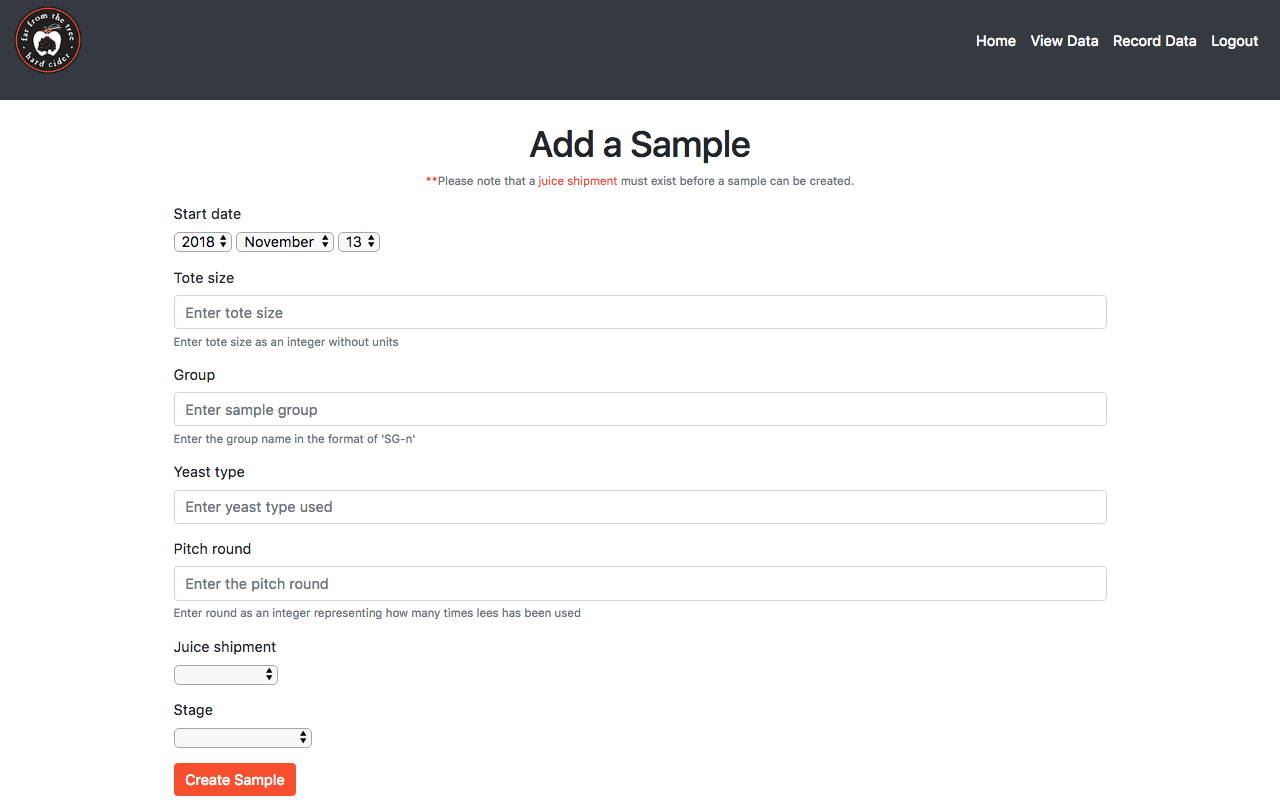 far from the tree
hard cider
Home View Data Record Data Logout
Add a Sample
**Please note that a juice shipment must exist before a sample can be created.
Start date
2018 November 13
Tote size
Enter tote size
Enter tote size as an integer without units
Group
Enter sample group
Enter the group name in the format of 'SG-n'
Yeast type
Enter yeast type used
Pitch round
Enter the pitch round
Enter round as an integer representing how many times lees has been used
Juice shipment
Stage
Create Sample